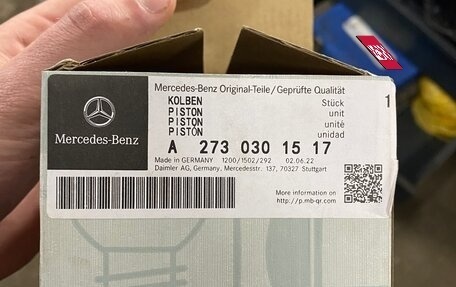 Mercedes-Benz
Mercedes-Benz Original-Teile/Geprüfte Qualität
KOLBEN Stück 1
PISTON unit
PISTON unité
PISTÓN unidad
A 273 030 15 17
Made in GERMANY 1200/1502/292 02.06.22
Daimler AG, Germany, Mercedesstr. 137, 70327 Stuttgart
More information on
http://p.mb-qr.com/